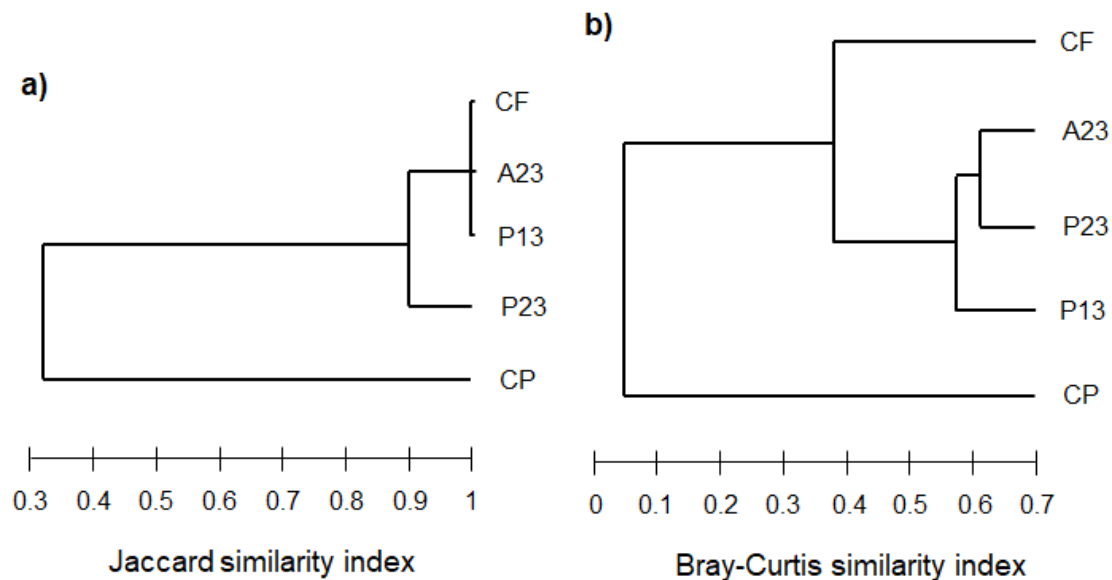 a)
CF
A23
P13
P23
CP
0.3 0.4 0.5 0.6 0.7 0.8 0.9 1
Jaccard similarity index
b)
CF
A23
P23
P13
CP
0 0.1 0.2 0.3 0.4 0.5 0.6 0.7
Bray-Curtis similarity index